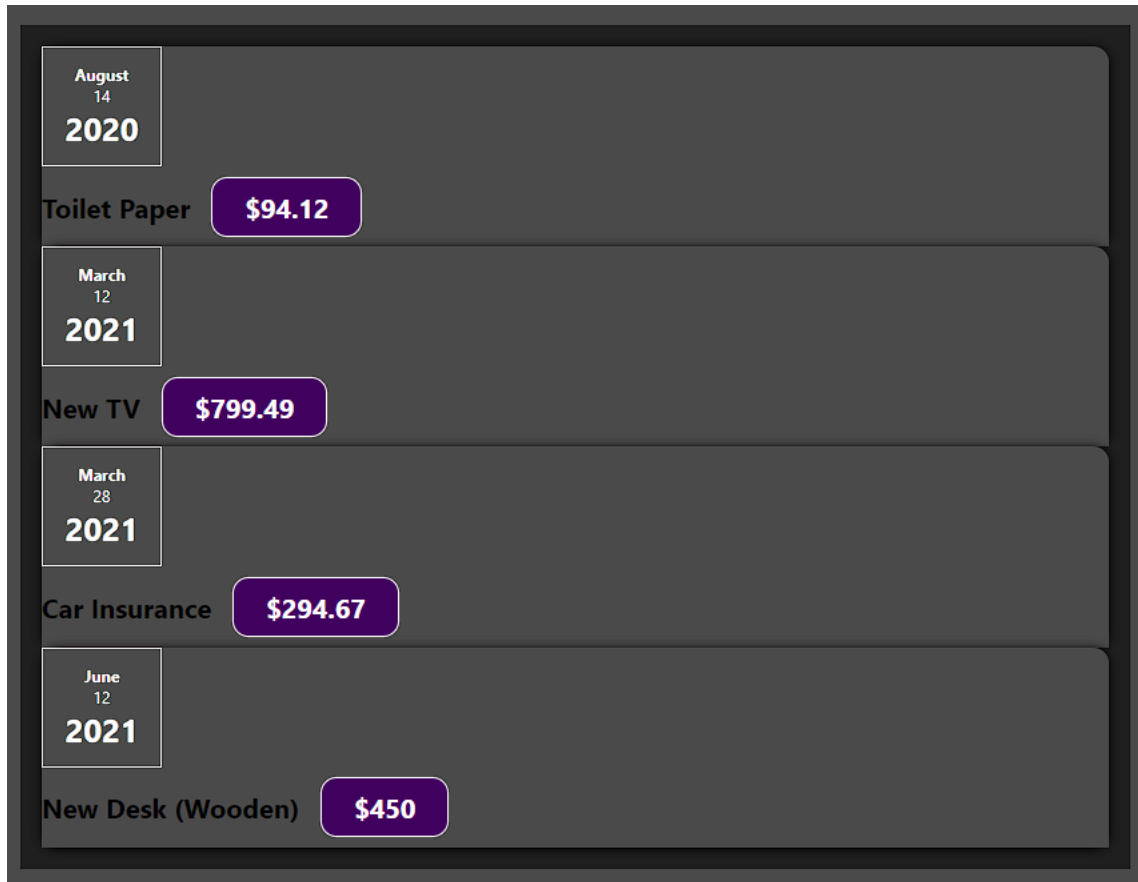 August
14
2020
Toilet Paper $94.12
March
12
2021
New TV $799.49
March
28
2021
Car Insurance $294.67
June
12
2021
New Desk (Wooden) $450